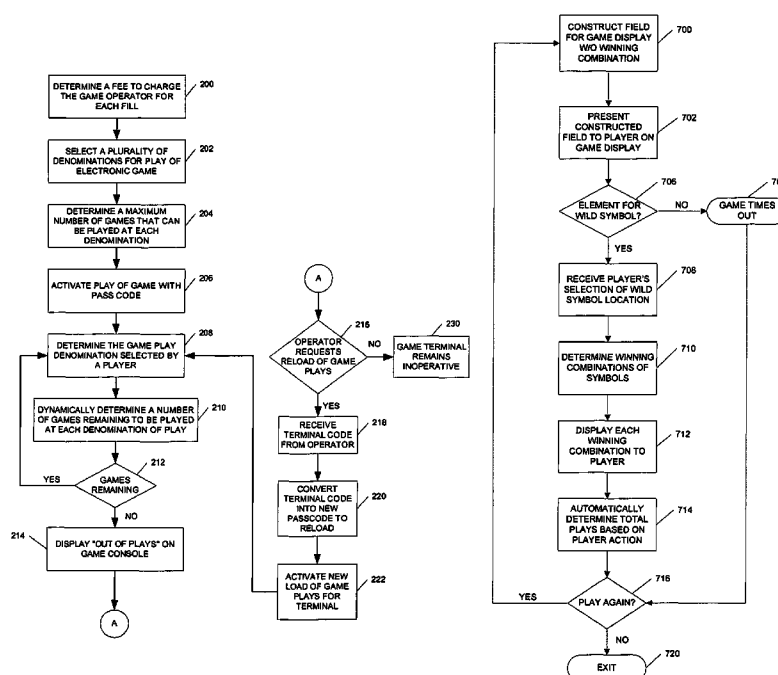 DETERMINE A FEE TO CHARGE
THE GAME OPERATOR FOR
EACH FILL
200
SELECT A PLURALITY OF
DENOMINATIONS FOR PLAY OF
ELECTRONIC GAME
202
DETERMINE A MAXIMUM
NUMBER OF GAMES THAT CAN
BE PLAYED AT EACH
DENOMINATION
204
ACTIVATE PLAY OF GAME WITH
PASS CODE
206
DETERMINE THE GAME PLAY
DENOMINATION SELECTED BY
A PLAYER
208
DYNAMICALLY DETERMINE A NUMBER
OF GAMES REMAINING TO BE PLAYED
AT EACH DENOMINATION OF PLAY
210
GAMES
REMAINING
212
YES
NO
DISPLAY "OUT OF PLAYS" ON
GAME CONSOLE
214
A
A
OPERATOR
REQUESTS
RELOAD OF GAME
PLAYS
216
NO
GAME TERMINAL
REMAINS
INOPERATIVE
230
YES
RECEIVE
TERMINAL CODE
FROM OPERATOR
218
CONVERT
TERMINAL CODE
INTO NEW
PASSCODE TO
RELOAD
220
ACTIVATE NEW
LOAD OF GAME
PLAYS FOR
TERMINAL
222
CONSTRUCT FIELD
FOR GAME DISPLAY
W/O WINNING
COMBINATION
700
PRESENT
CONSTRUCTED
FIELD TO PLAYER ON
GAME DISPLAY
702
ELEMENT FOR
WILD SYMBOL?
706
NO
GAME TIMES
OUT
YES
RECEIVE PLAYER'S
SELECTION OF WILD
SYMBOL LOCATION
708
DETERMINE WINNING
COMBINATIONS OF
SYMBOLS
710
DISPLAY EACH
WINNING
COMBINATION TO
PLAYER
712
AUTOMATICALLY
DETERMINE TOTAL
PLAYS BASED ON
PLAYER ACTION
714
PLAY AGAIN?
716
YES
NO
EXIT
720